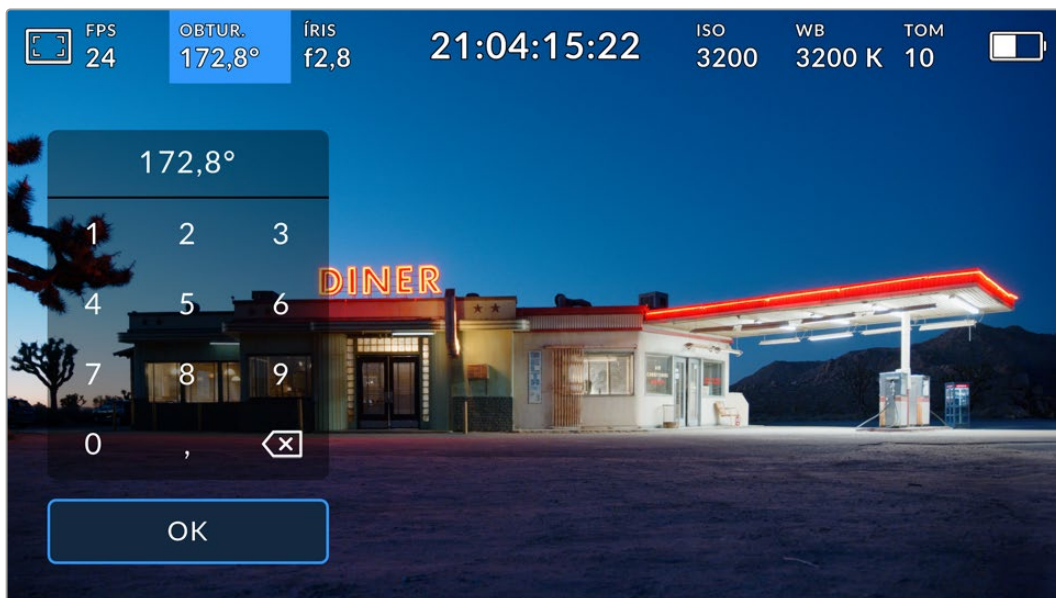 FPS OBTUR. ÍRIS ISO WB TOM
24 172,8° f2,8 21:04:15:22 3200 3200 K 10
172,8°
1 2 3
DINER
4 5 6
7 8 9
0 ,
OK